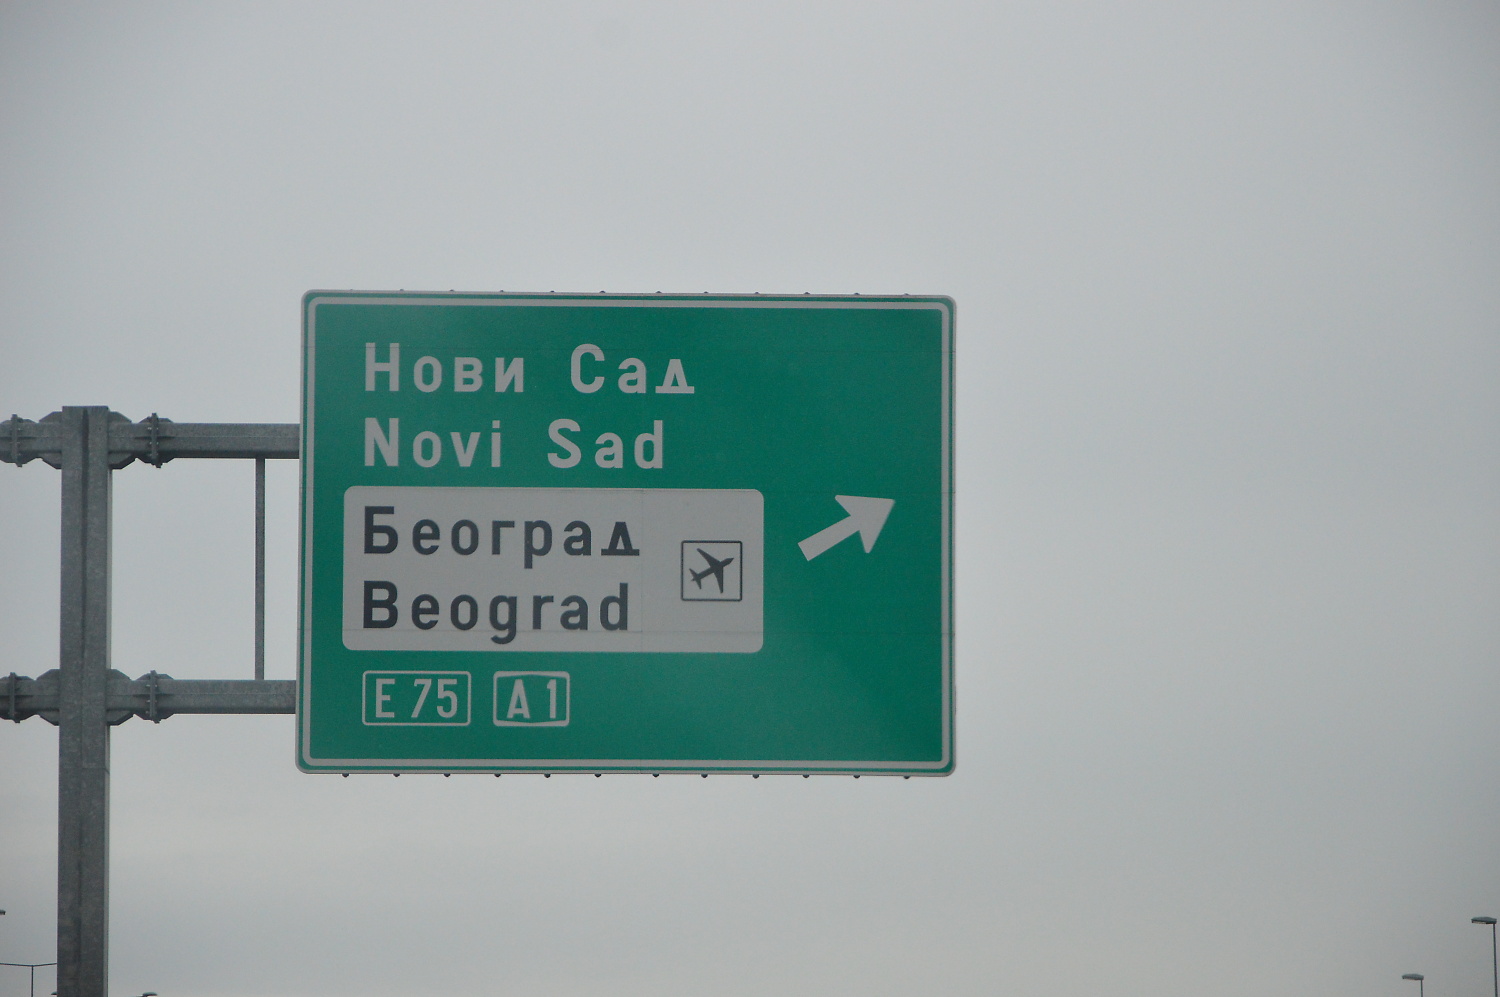 Нови Сад
Novi Sad
Београд
Beograd
E 75 A 1